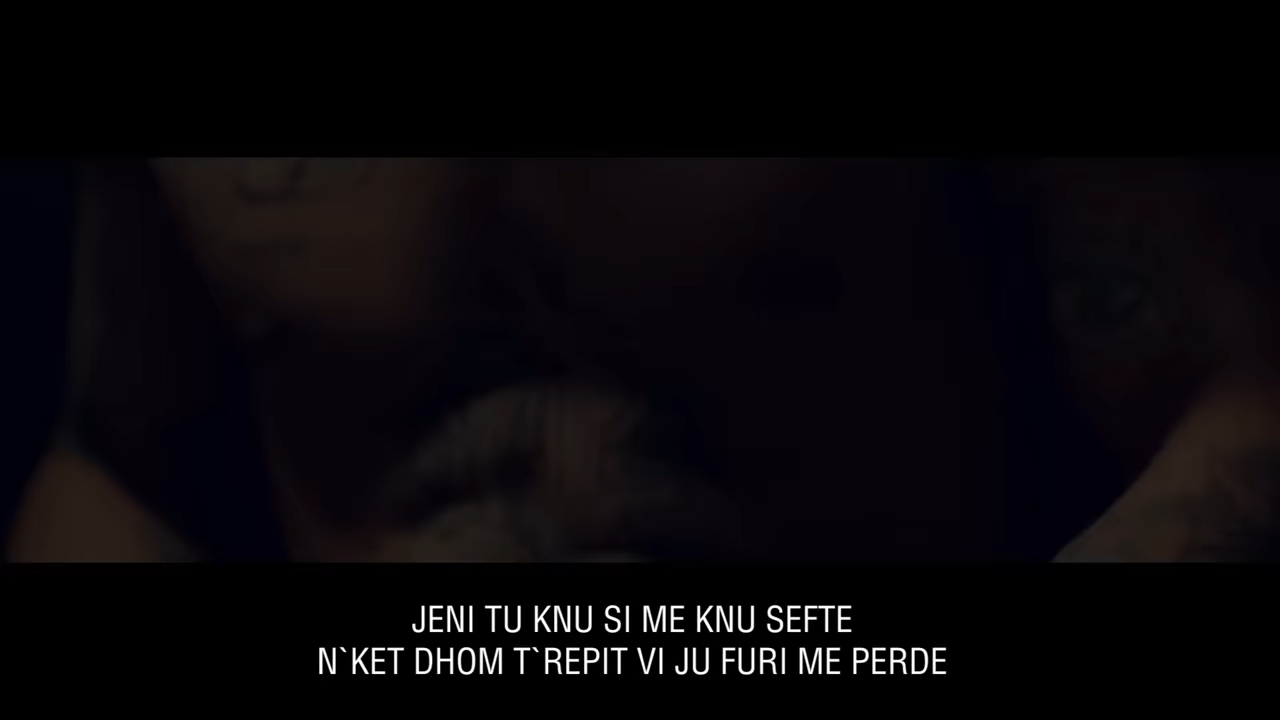 JENI TU KNU SI ME KNU SEFTE
N`KET DHOM T`REPIT VI JU FURI ME PERDE